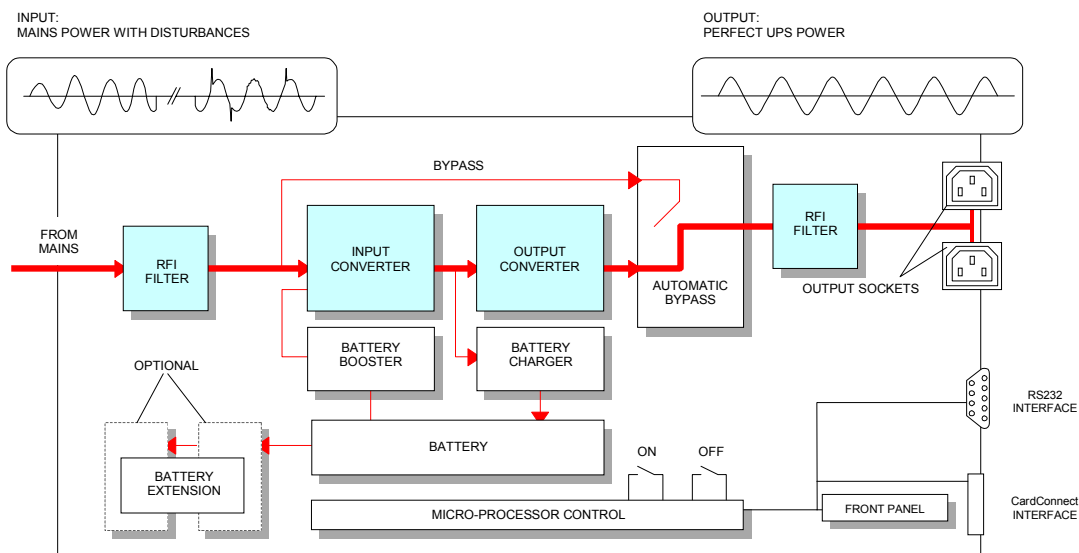 INPUT:
MAINS POWER WITH DISTURBANCES
OUTPUT:
PERFECT UPS POWER
BYPASS
FROM
MAINS
RFI
FILTER
INPUT
CONVERTER
OUTPUT
CONVERTER
AUTOMATIC
BYPASS
RFI
FILTER
OUTPUT SOCKETS
BATTERY
BOOSTER
BATTERY
CHARGER
OPTIONAL
RS232
INTERFACE
BATTERY
ON
OFF
BATTERY
EXTENSION
MICRO-PROCESSOR CONTROL
FRONT PANEL
CardConnect
INTERFACE